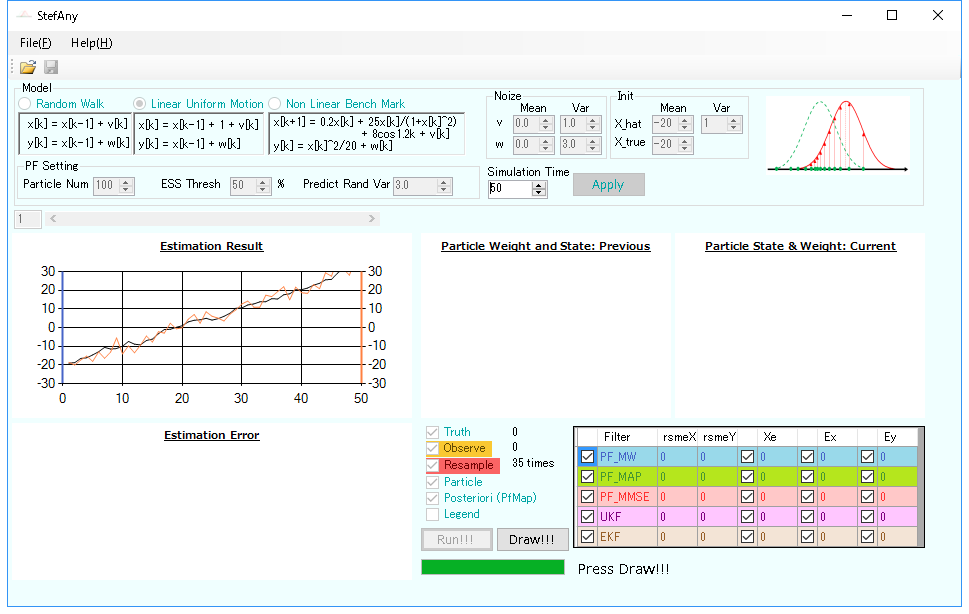 StefAny
File(F) Help(H)
Model
Random Walk Linear Uniform Motion Non Linear Bench Mark
x[k] = x[k-1] + v[k]
y[k] = x[k-1] + w[k]
x[k] = x[k-1] + 1 + v[k]
y[k] = x[k-1] + w[k]
x[k+1] = 0.2x[k] + 25x[k]/(1+x[k]^2)
+ 8cos1.2k + v[k]
y[k] = x[k]^2/20 + w[k]
Noize
Mean Var
v 0.0 1.0
w 0.0 3.0
Init
Mean Var
X_hat -20 1
X_true -20
PF Setting
Particle Num 100 ESS Thresh 50 % Predict Rand Var 3.0
Simulation Time
50
Apply
1
Estimation Result
30 30
20 20
10 10
0 0
-10 -10
-20 -20
-30 -30
0 10 20 30 40 50
Particle Weight and State: Previous
Particle State & Weight: Current
Estimation Error
Truth 0
Observe 0
Resample 35 times
Particle
Posteriori (PfMap)
Legend
Run!!! Draw!!!
Filter rsmeX rsmeY Xe Ex Ey
PF_MW 0 0 0 0 0
PF_MAP 0 0 0 0 0
PF_MMSE 0 0 0 0 0
UKF 0 0 0 0 0
EKF 0 0 0 0 0
Press Draw!!!